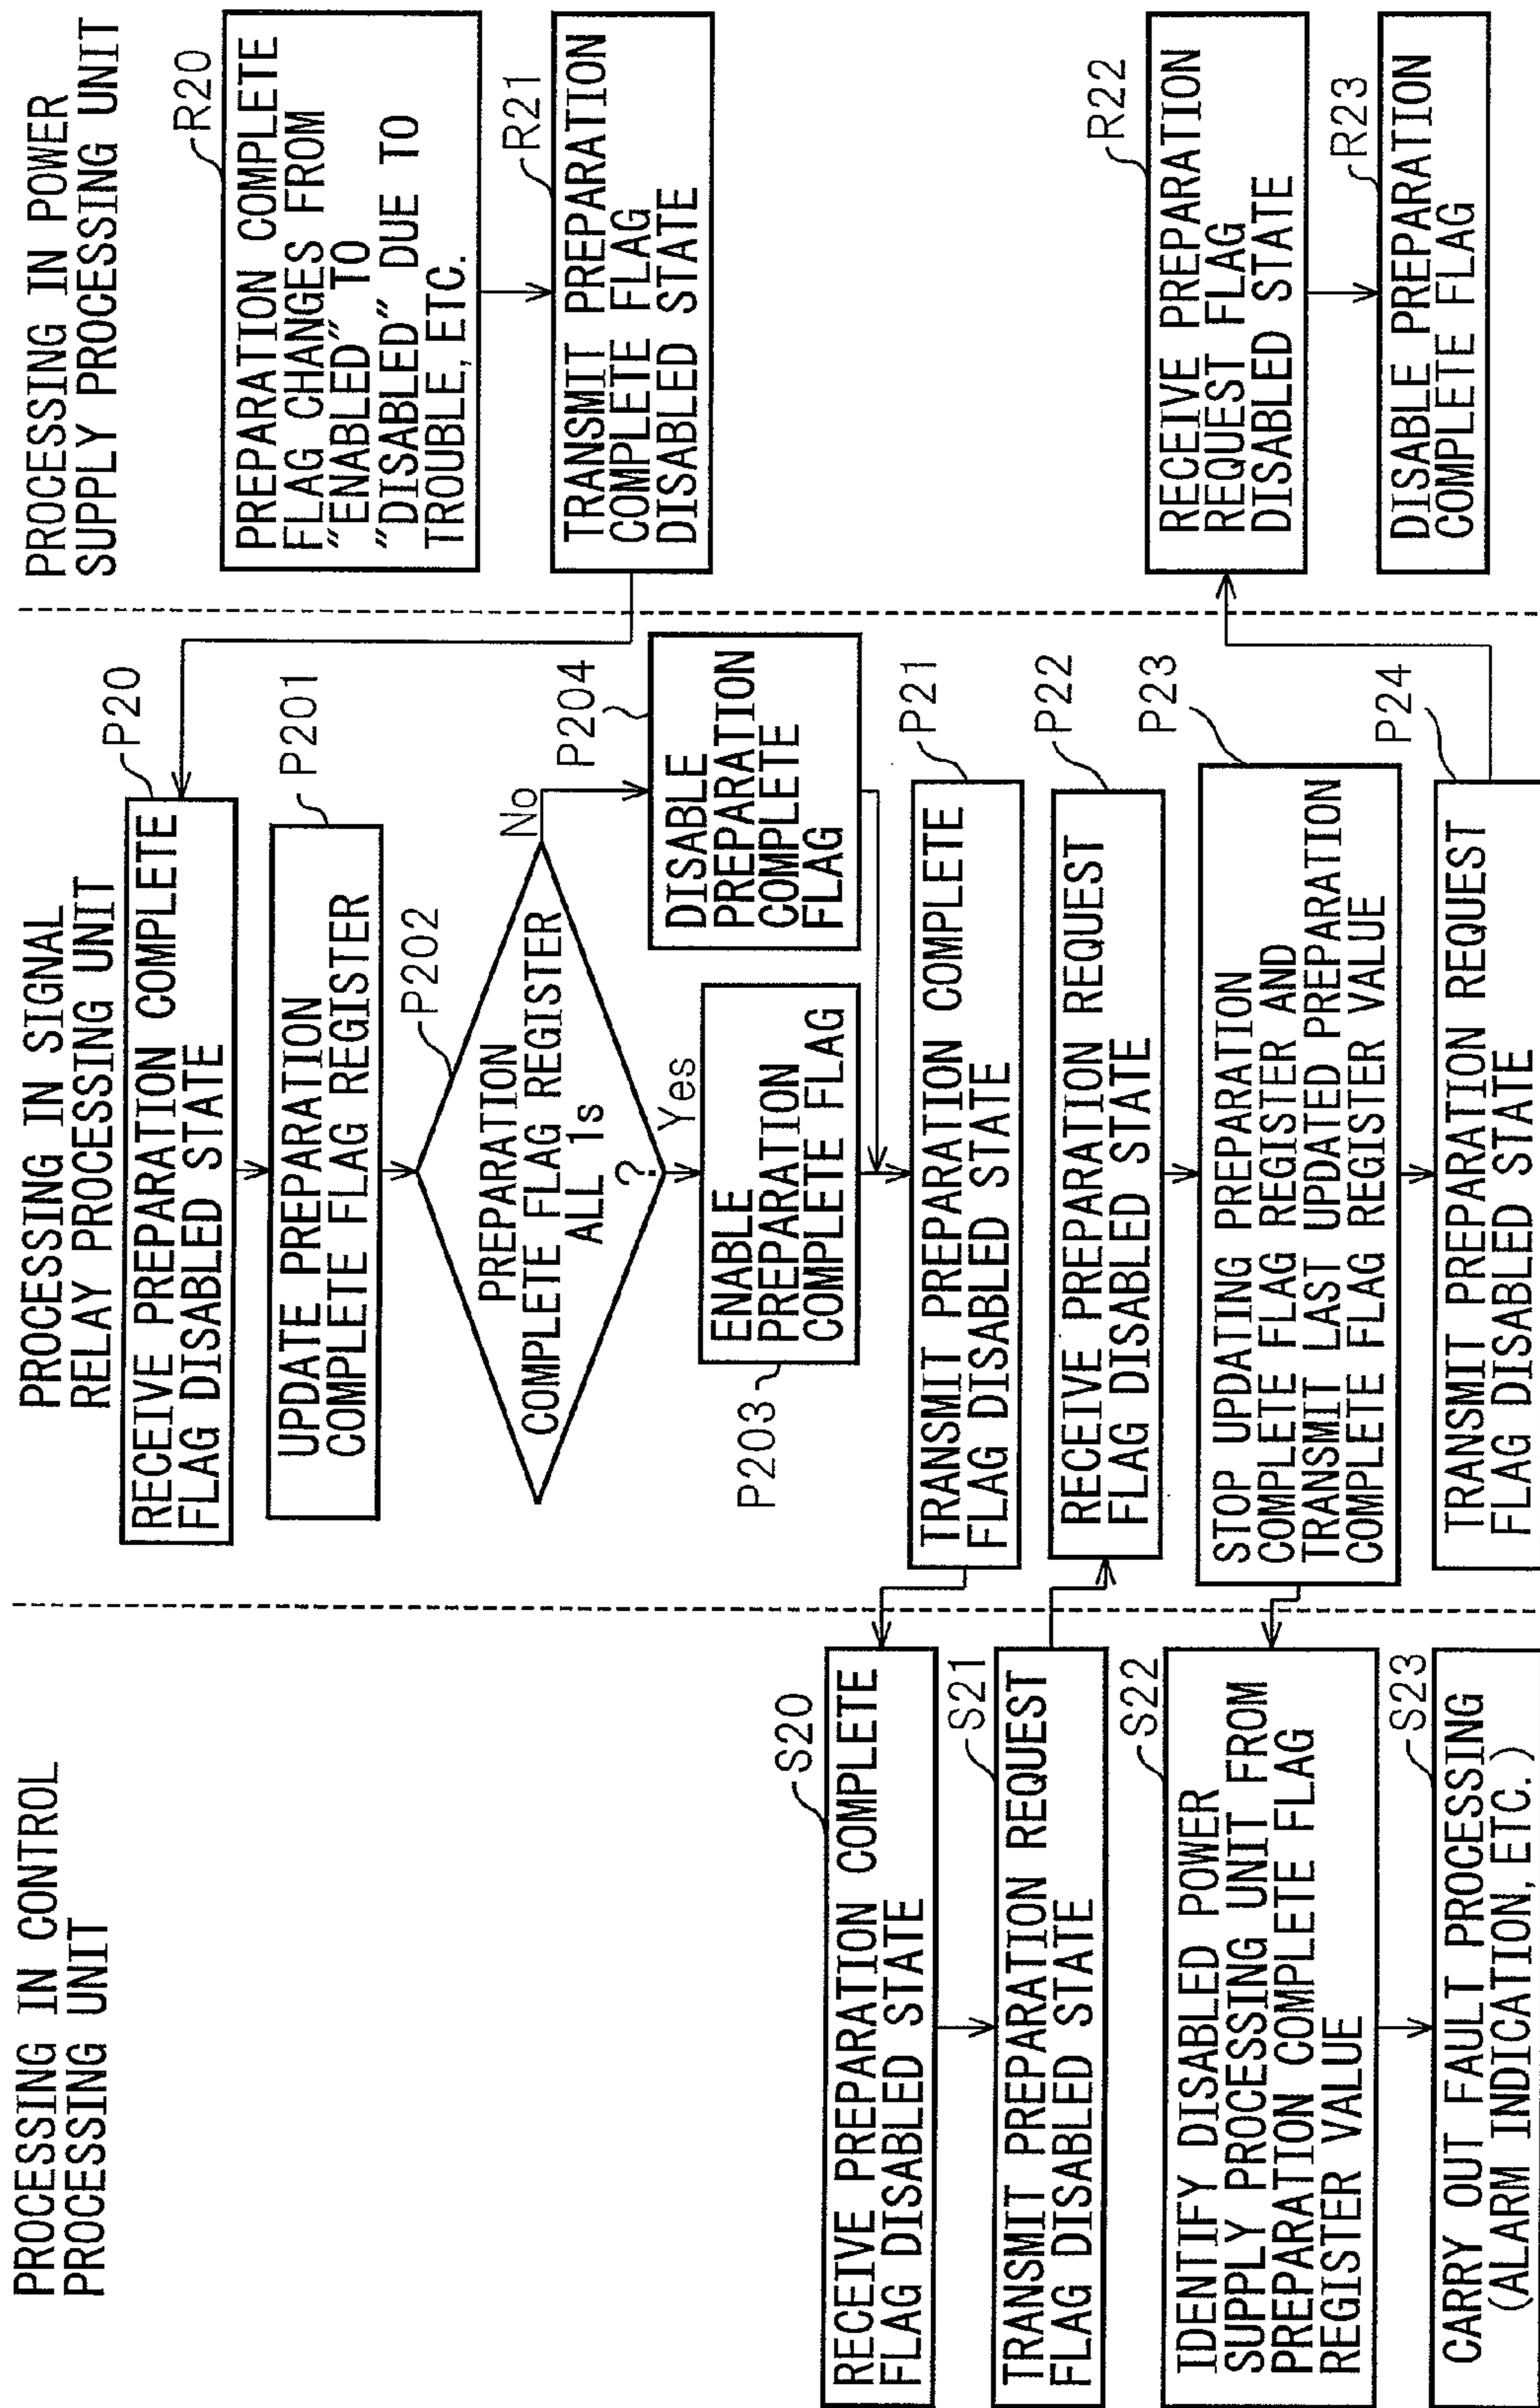 PROCESSING IN CONTROL
PROCESSING UNIT
S20
RECEIVE PREPARATION COMPLETE
FLAG DISABLED STATE
S21
TRANSMIT PREPARATION REQUEST
FLAG DISABLED STATE
S22
IDENTIFY DISABLED POWER
SUPPLY PROCESSING UNIT FROM
PREPARATION COMPLETE FLAG
REGISTER VALUE
S23
CARRY OUT FAULT PROCESSING
(ALARM INDICATION, ETC.)
PROCESSING IN SIGNAL
RELAY PROCESSING UNIT
P20
RECEIVE PREPARATION COMPLETE
FLAG DISABLED STATE
P201
UPDATE PREPARATION
COMPLETE FLAG REGISTER
P202
PREPARATION
COMPLETE FLAG REGISTER
ALL 1s
?
No
Yes
P203
ENABLE
PREPARATION
COMPLETE FLAG
P204
DISABLE
PREPARATION
COMPLETE
FLAG
P21
TRANSMIT PREPARATION COMPLETE
FLAG DISABLED STATE
P22
RECEIVE PREPARATION REQUEST
FLAG DISABLED STATE
P23
STOP UPDATING PREPARATION
COMPLETE FLAG REGISTER AND
TRANSMIT LAST UPDATED PREPARATION
COMPLETE FLAG REGISTER VALUE
P24
TRANSMIT PREPARATION REQUEST
FLAG DISABLED STATE
PROCESSING IN POWER
SUPPLY PROCESSING UNIT
R20
PREPARATION COMPLETE
FLAG CHANGES FROM
"ENABLED" TO
"DISABLED" DUE TO
TROUBLE, ETC.
R21
TRANSMIT PREPARATION
COMPLETE FLAG
DISABLED STATE
R22
RECEIVE PREPARATION
REQUEST FLAG
DISABLED STATE
R23
DISABLE PREPARATION
COMPLETE FLAG